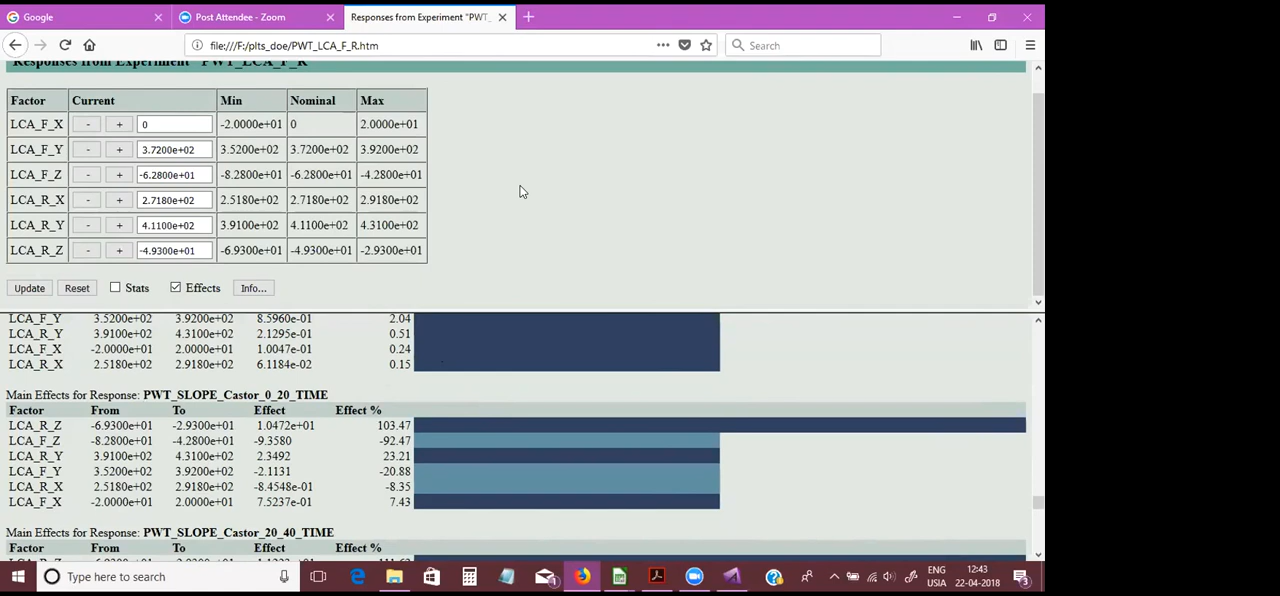 Google
Post Attendee - Zoom
Responses from Experiment "PWT_
file:///F:/plts_doe/PWT_LCA_F_R.htm
Search
Responses from Experiment "PWT_LCA_F_R"
Factor Current Min Nominal Max
LCA_F_X - + 0 -2.0000e+01 0 2.0000e+01
LCA_F_Y - + 3.7200e+02 3.5200e+02 3.7200e+02 3.9200e+02
LCA_F_Z - + -6.2800e+01 -8.2800e+01 -6.2800e+01 -4.2800e+01
LCA_R_X - + 2.7180e+02 2.5180e+02 2.7180e+02 2.9180e+02
LCA_R_Y - + 4.1100e+02 3.9100e+02 4.1100e+02 4.3100e+02
LCA_R_Z - + -4.9300e+01 -6.9300e+01 -4.9300e+01 -2.9300e+01
Update Reset Stats Effects Info...
LCA_F_Y 3.5200e+02 3.9200e+02 8.5960e-01 2.04
LCA_R_Y 3.9100e+02 4.3100e+02 2.1295e-01 0.51
LCA_F_X -2.0000e+01 2.0000e+01 1.0047e-01 0.24
LCA_R_X 2.5180e+02 2.9180e+02 6.1184e-02 0.15
Main Effects for Response: PWT_SLOPE_Castor_0_20_TIME
Factor From To Effect Effect %
LCA_R_Z -6.9300e+01 -2.9300e+01 1.0472e+01 103.47
LCA_F_Z -8.2800e+01 -4.2800e+01 -9.3580 -92.47
LCA_R_Y 3.9100e+02 4.3100e+02 2.3492 23.21
LCA_F_Y 3.5200e+02 3.9200e+02 -2.1131 -20.88
LCA_R_X 2.5180e+02 2.9180e+02 -8.4548e-01 -8.35
LCA_F_X -2.0000e+01 2.0000e+01 7.5237e-01 7.43
Main Effects for Response: PWT_SLOPE_Castor_20_40_TIME
Factor From To Effect Effect %
Type here to search
ENG
USIA
12:43
22-04-2018